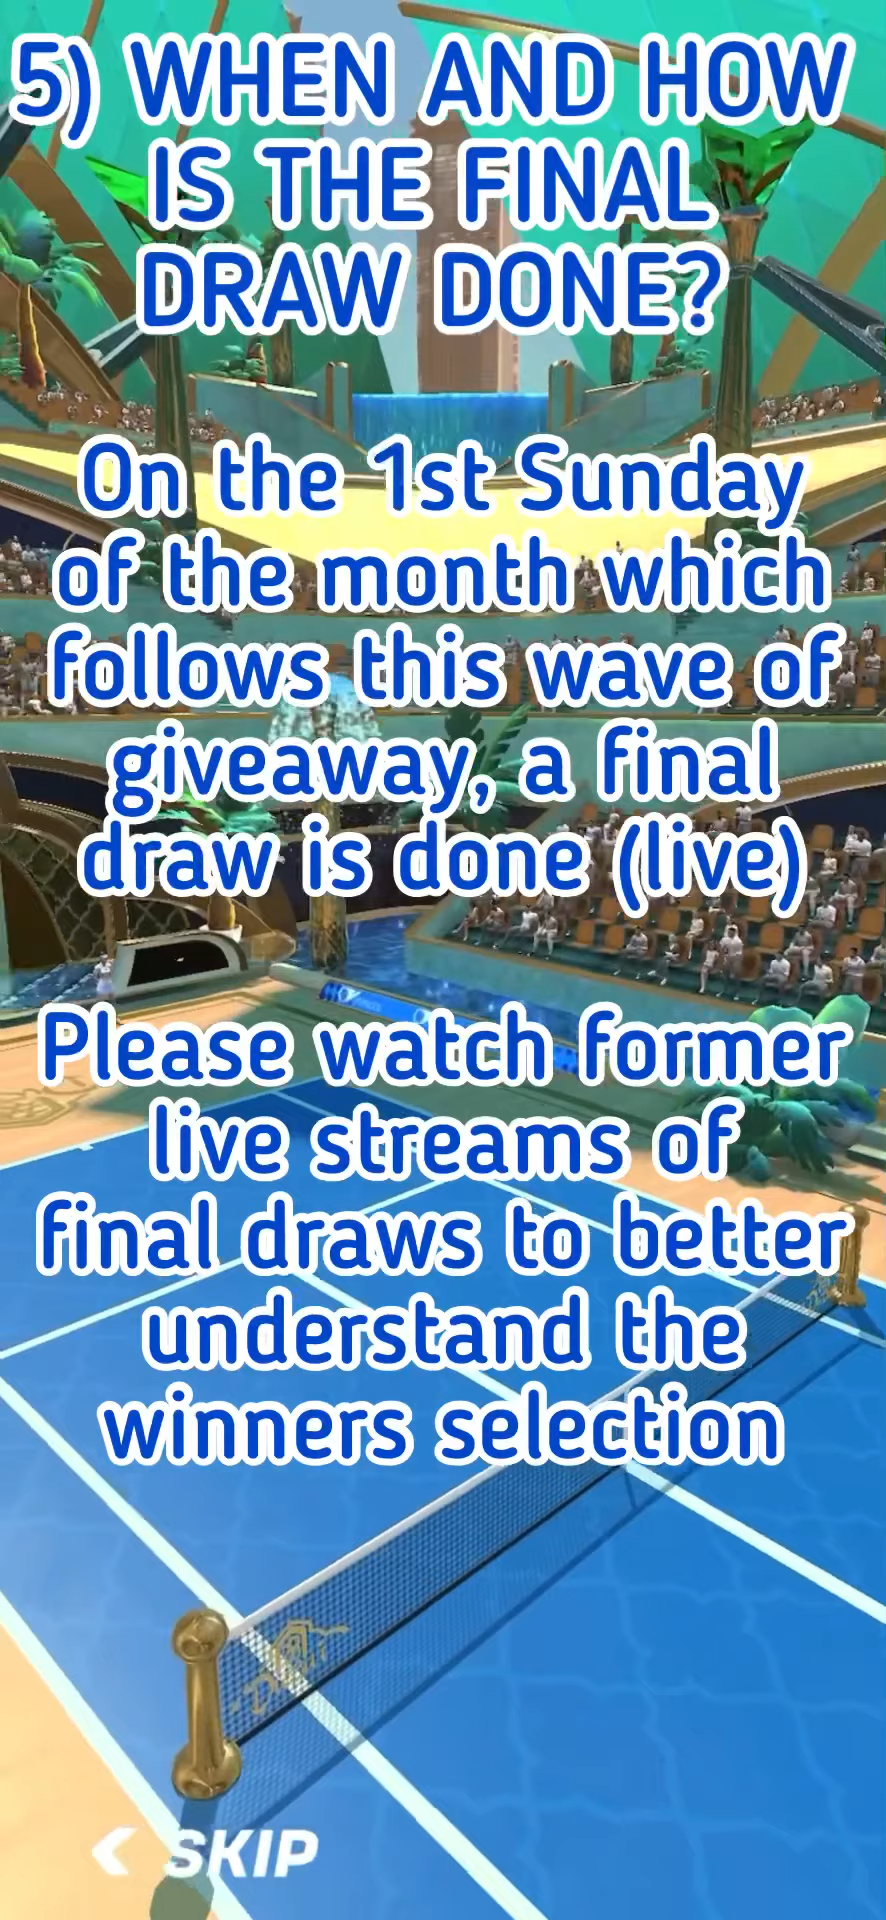 5) WHEN AND HOW
IS THE FINAL
DRAW DONE?
On the 1st Sunday
of the month which
follows this wave of
giveaway, a final
draw is done (live)
Please watch former
live streams of
final draws to better
understand the
winners selection
SKIP